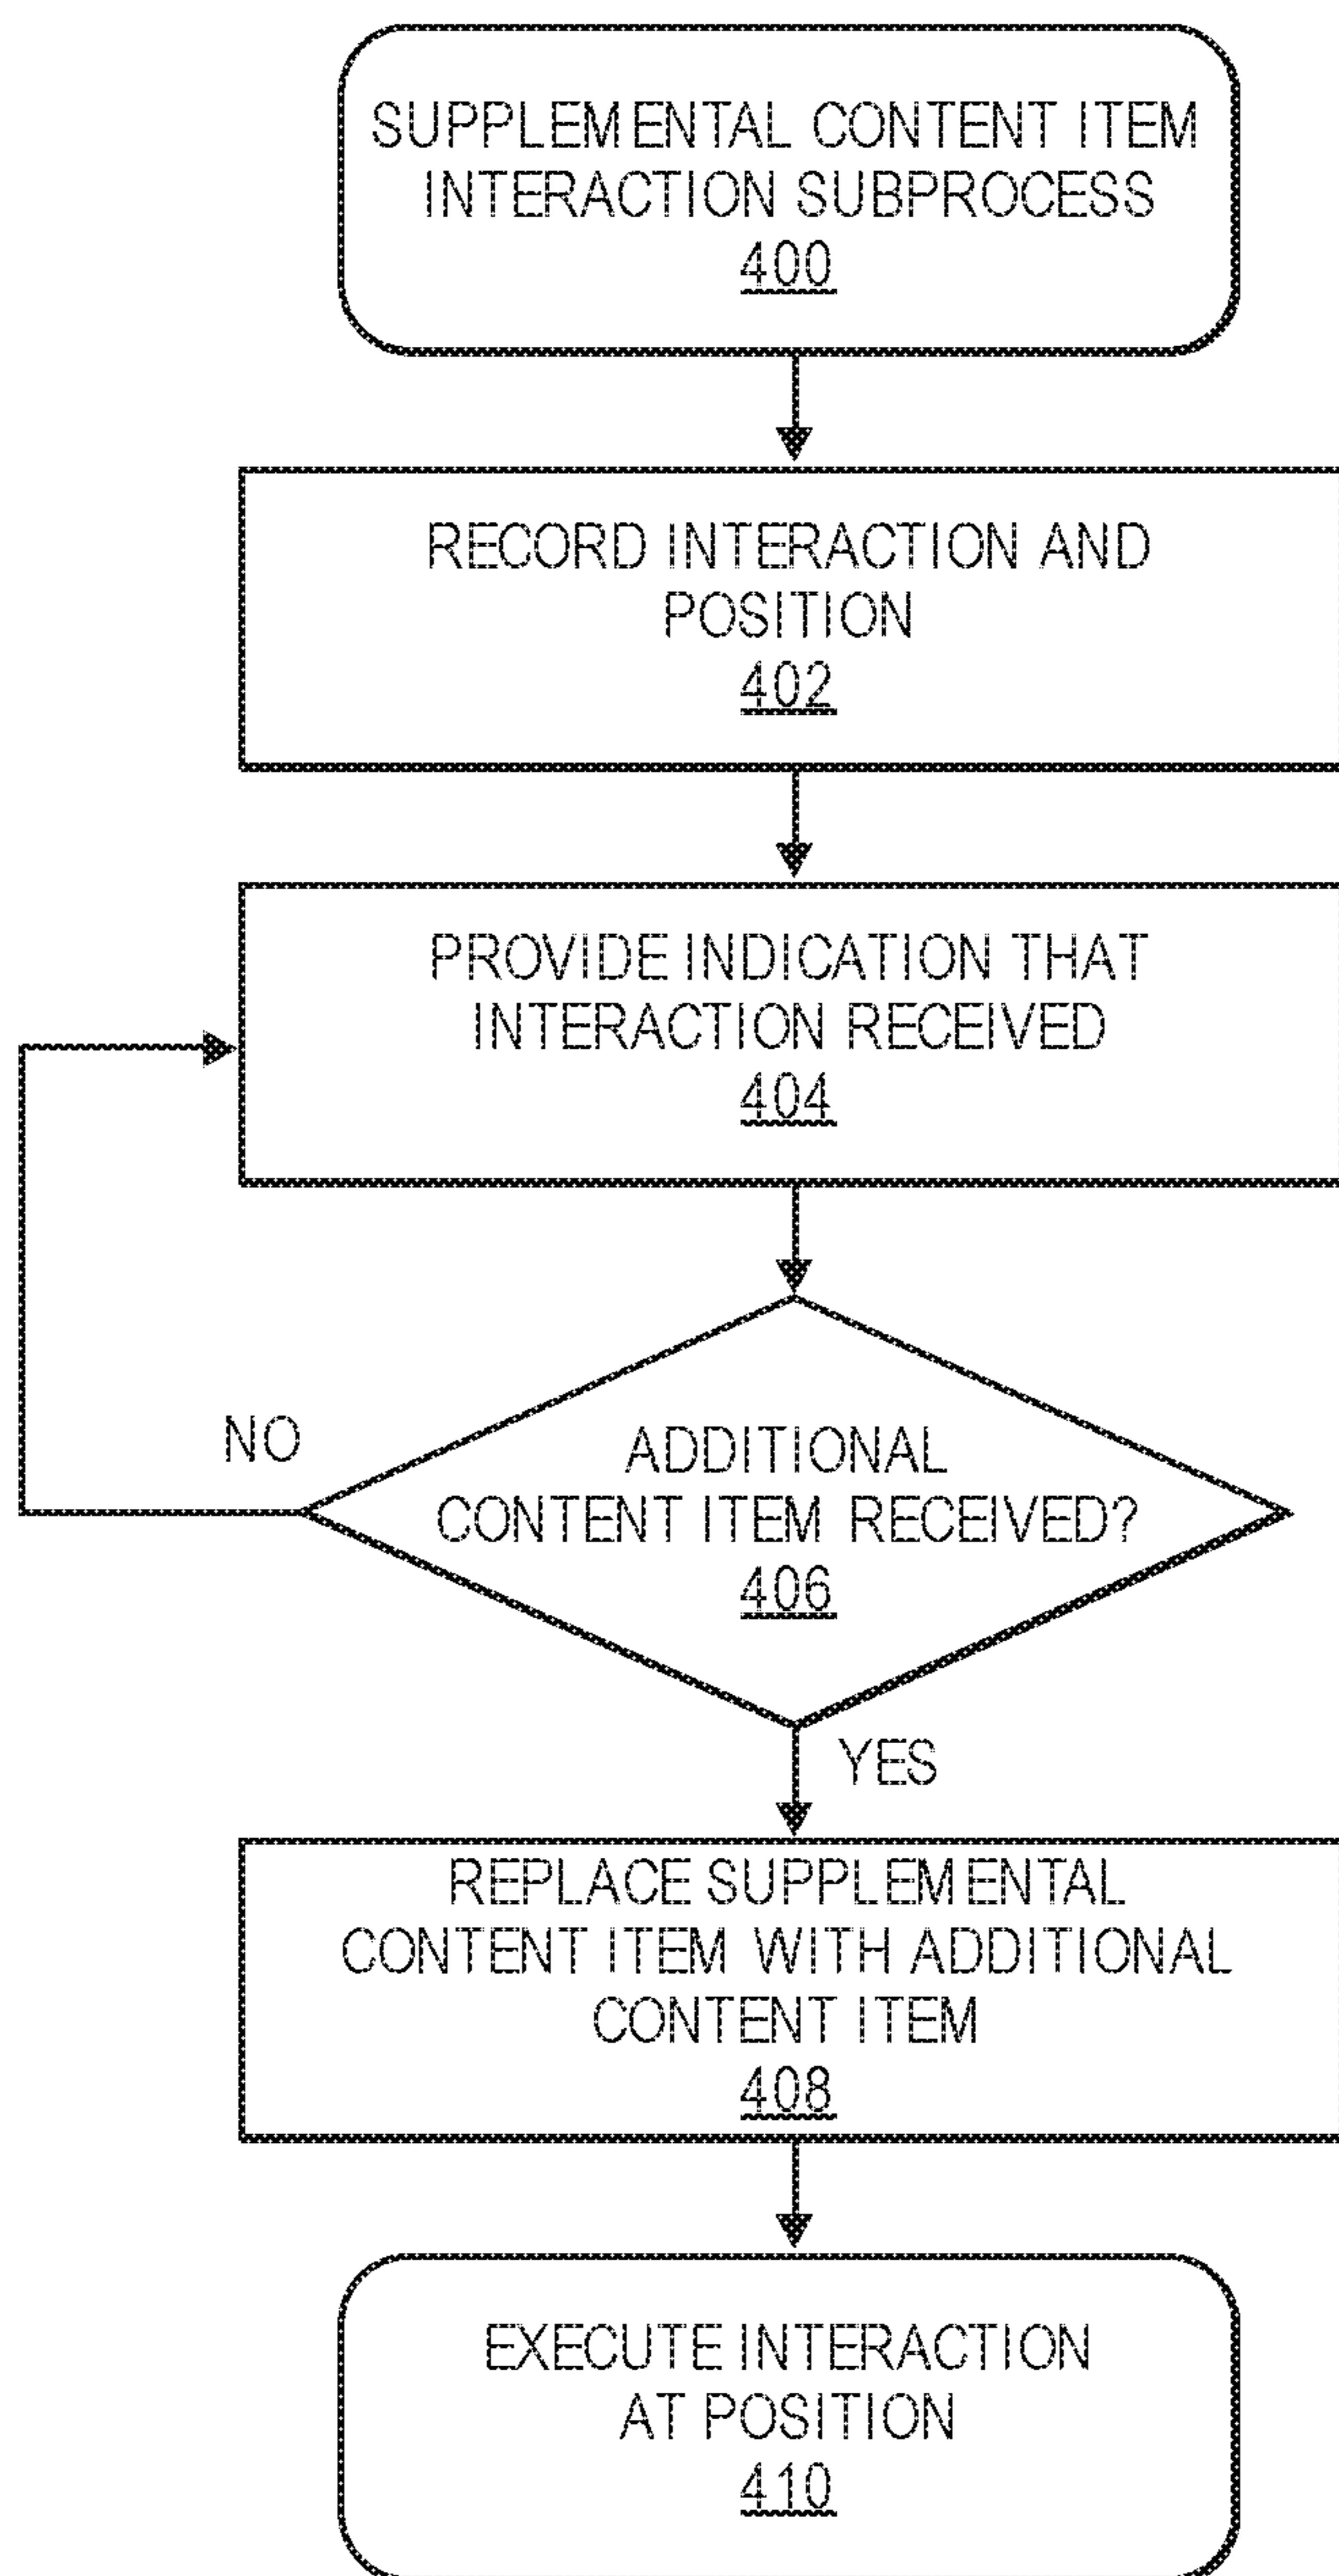 SUPPLEMENTAL CONTENT ITEM
INTERACTION SUBPROCESS
400
RECORD INTERACTION AND
POSITION
402
PROVIDE INDICATION THAT
INTERACTION RECEIVED
404
NO
ADDITIONAL
CONTENT ITEM RECEIVED?
406
YES
REPLACE SUPPLEMENTAL
CONTENT ITEM WITH ADDITIONAL
CONTENT ITEM
408
EXECUTE INTERACTION
AT POSITION
410